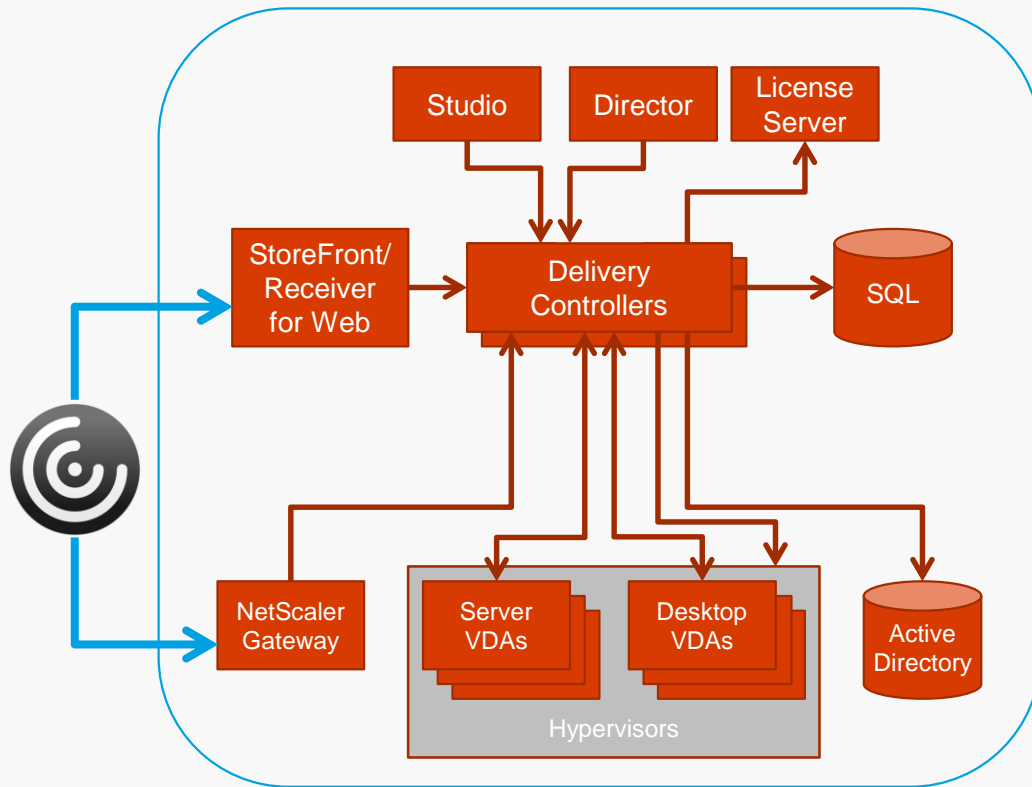 Studio
Director
License
Server
StoreFront/
Receiver
for Web
Delivery
Controllers
SQL
NetScaler
Gateway
Server
VDAs
Desktop
VDAs
Active
Directory
Hypervisors